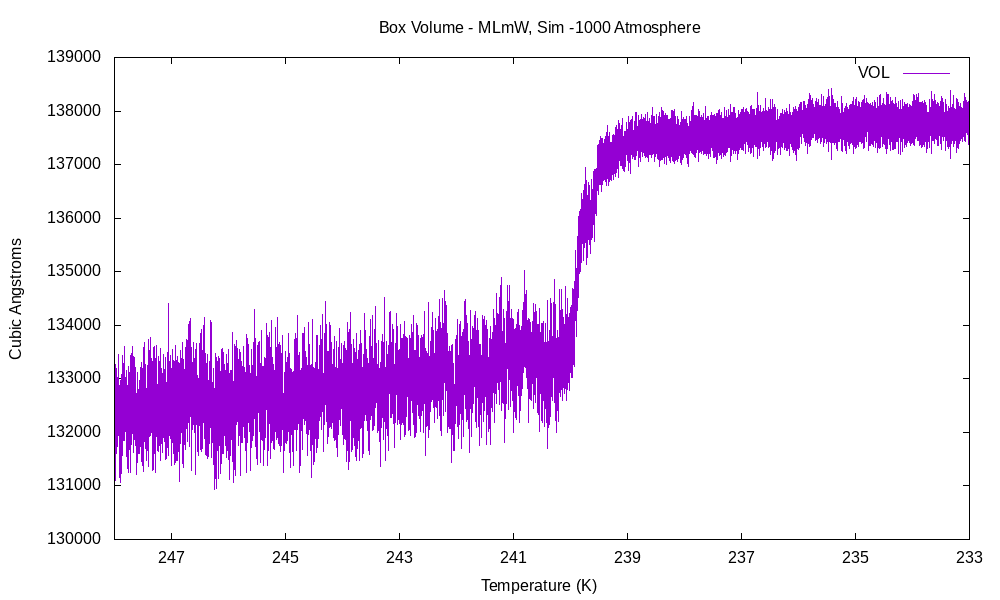 Box Volume - MLmW, Sim -1000 Atmosphere
VOL
139000
138000
137000
136000
135000
134000
133000
132000
131000
130000
Cubic Angstroms
247 245 243 241 239 237 235 233
Temperature (K)